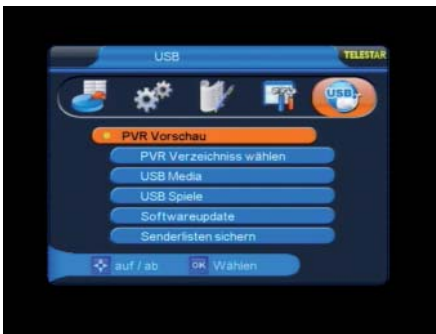 USB
TELESTAR
USB
PVR Vorschau
PVR Verzeichniss wählen
USB Media
USB Spiele
Softwareupdate
Senderlisten sichern
auf / ab OK Wählen